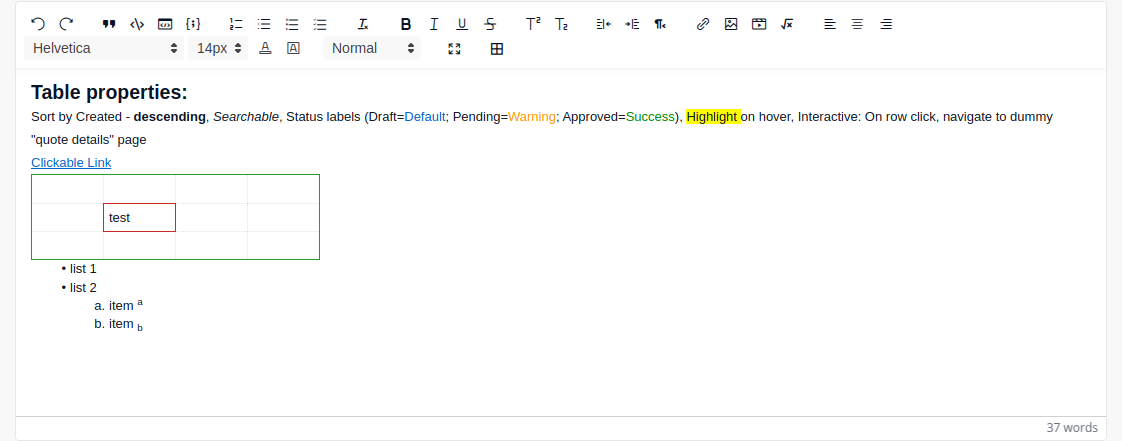 Helvetica 14px A A Normal
Table properties:
Sort by Created - descending, Searchable, Status labels (Draft=Default; Pending=Warning; Approved=Success), Highlight on hover, Interactive: On row click, navigate to dummy
"quote details" page
Clickable Link
test
• list 1
• list 2
a. item a
b. item b
37 words